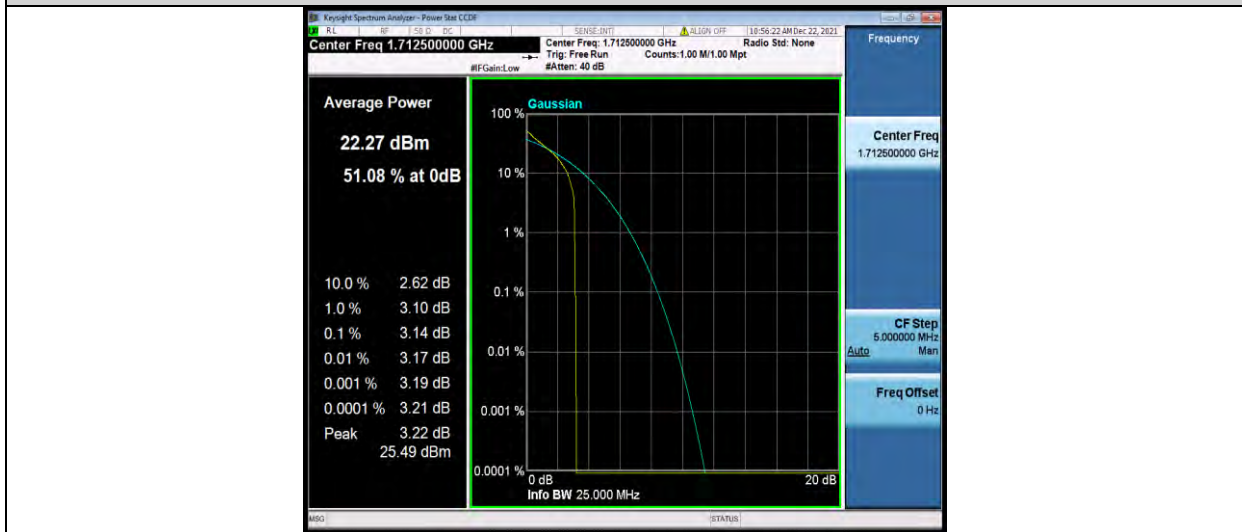 Keysight Spectrum Analyzer - Power Stat CCDF
RL RF 50 Ω DC SENSE:INT ALIGN OFF 10:56:22 AM Dec 22, 2021
Center Freq 1.712500000 GHz
Center Freq: 1.712500000 GHz Radio Std: None
Trig: Free Run Counts:1.00 M/1.00 Mpt
#IFGain:Low #Atten: 40 dB
Frequency
Average Power
22.27 dBm
51.08 % at 0dB
10.0 % 2.62 dB
1.0 % 3.10 dB
0.1 % 3.14 dB
0.01 % 3.17 dB
0.001 % 3.19 dB
0.0001 % 3.21 dB
Peak 3.22 dB
25.49 dBm
Gaussian
100 %
10 %
1 %
0.1 %
0.01 %
0.001 %
0.0001 %
0 dB 20 dB
Info BW 25.000 MHz
Center Freq
1.712500000 GHz
CF Step
5.000000 MHz
Auto Man
Freq Offset
0 Hz
MSG STATUS